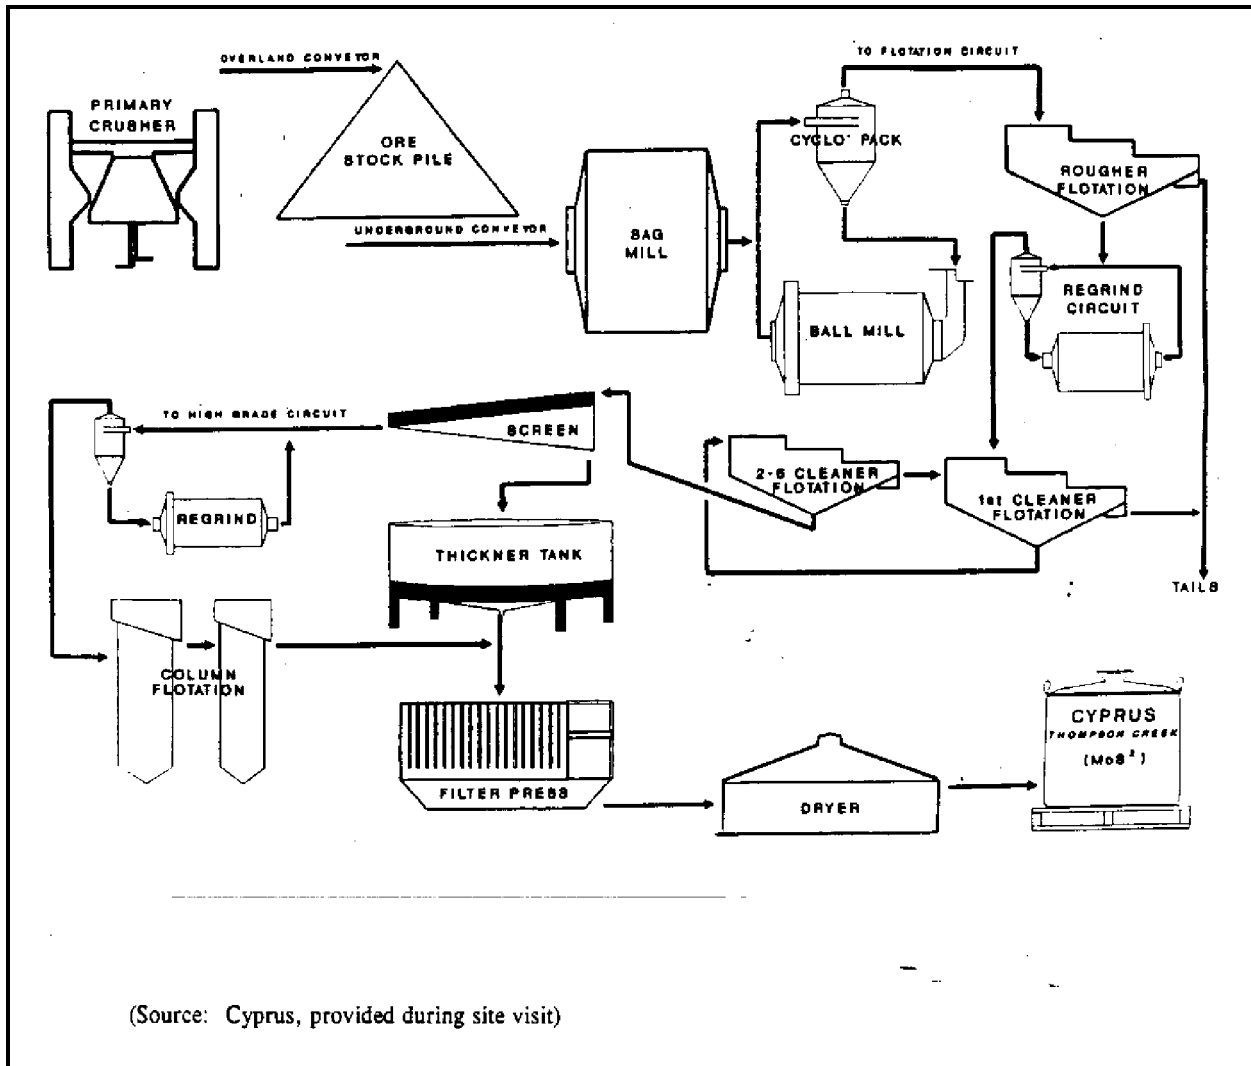 OVERLAND CONVEYOR
PRIMARY
CRUSHER
ORE
STOCK PILE
UNDERGROUND CONVEYOR
SAG
MILL
TO FLOTATION CIRCUIT
CYCLO' PACK
BALL MILL
ROUGHER
FLOTATION
REGRIND
CIRCUIT
TO HIGH GRADE CIRCUIT
SCREEN
REGRIND
2-6 CLEANER
FLOTATION
1st CLEANER
FLOTATION
THICKNER TANK
TAILS
COLUMN
FLOTATION
FILTER PRESS
DRYER
CYPRUS
THOMPSON CREEK
(MoS²)
(Source: Cyprus, provided during site visit)